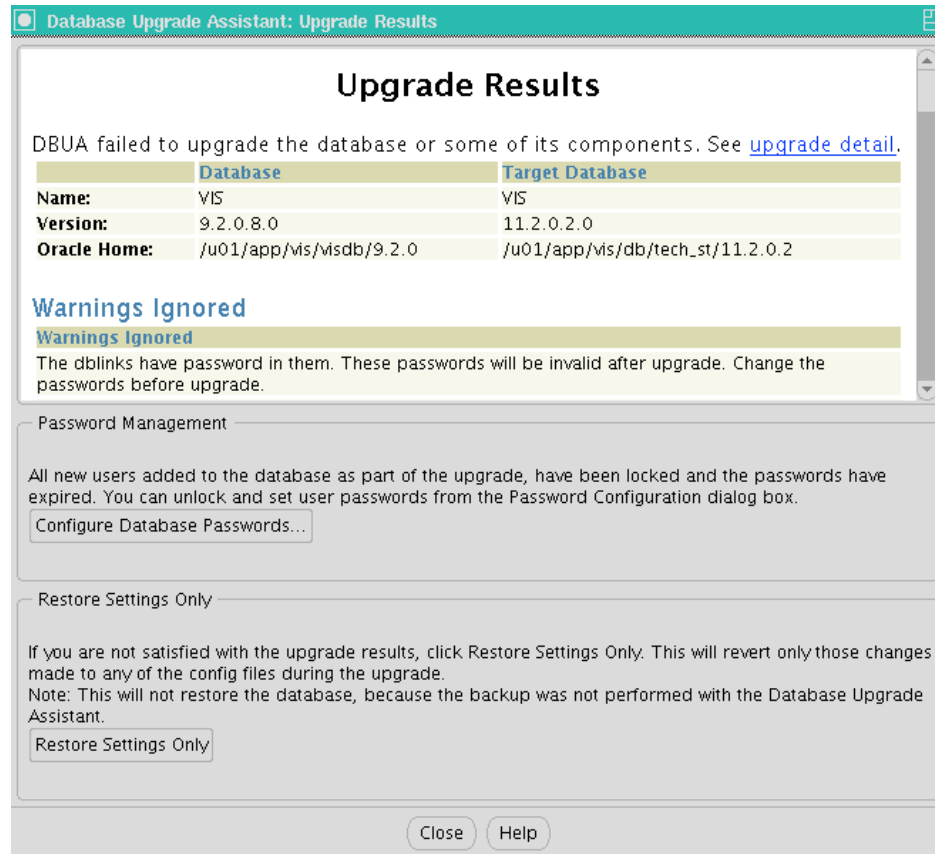 Database Upgrade Assistant: Upgrade Results
Upgrade Results
DBUA failed to upgrade the database or some of its components. See upgrade detail.
Database Target Database
Name: VIS VIS
Version: 9.2.0.8.0 11.2.0.2.0
Oracle Home: /u01/app/vis/visdb/9.2.0 /u01/app/vis/db/tech_st/11.2.0.2
Warnings Ignored
Warnings Ignored
The dblinks have password in them. These passwords will be invalid after upgrade. Change the
passwords before upgrade.
Password Management
All new users added to the database as part of the upgrade, have been locked and the passwords have
expired. You can unlock and set user passwords from the Password Configuration dialog box.
Configure Database Passwords...
Restore Settings Only
If you are not satisfied with the upgrade results, click Restore Settings Only. This will revert only those changes
made to any of the config files during the upgrade.
Note: This will not restore the database, because the backup was not performed with the Database Upgrade
Assistant.
Restore Settings Only
Close Help